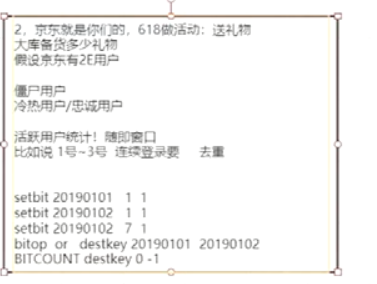 2，京东就是你们的，618做活动：送礼物
大库备货多少礼物
假设京东有2E用户
僵尸用户
冷热用户/忠诚用户
活跃用户统计！随即窗口
比如说 1号~3号 连续登录要 去重
setbit 20190101 1 1
setbit 20190102 1 1
setbit 20190102 7 1
bitop or destkey 20190101 20190102
BITCOUNT destkey 0 -1